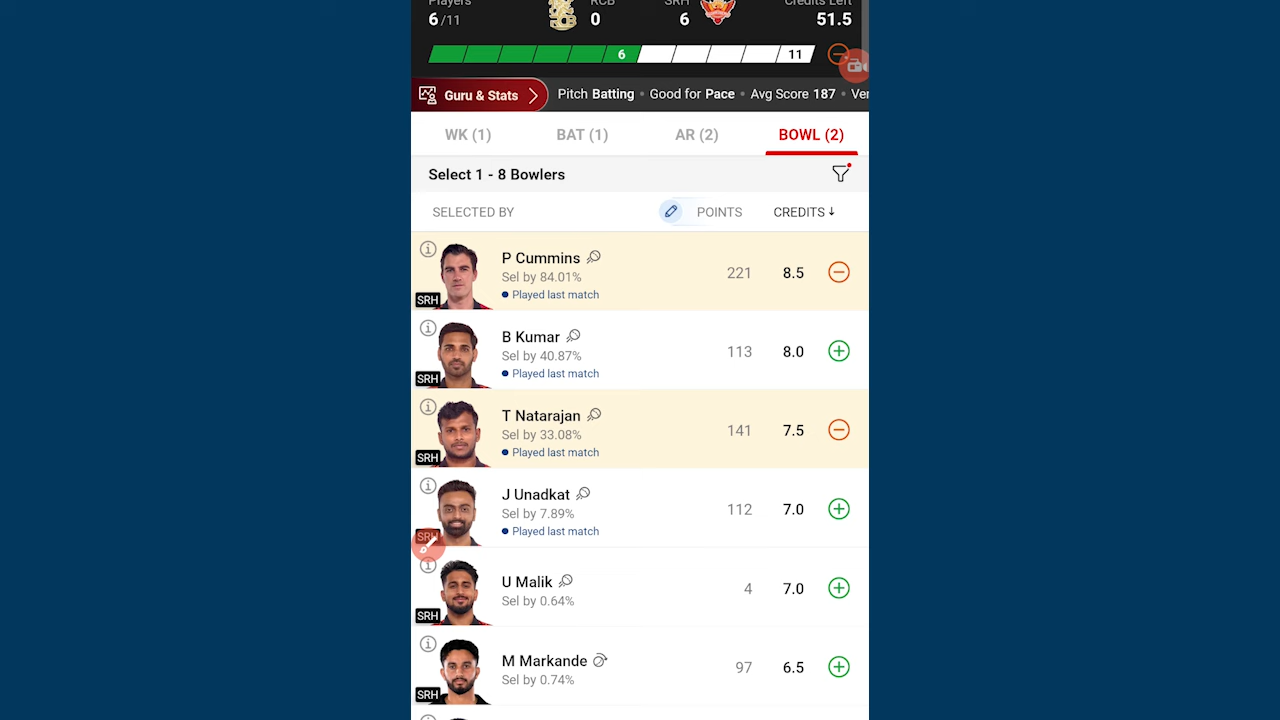 Players RCB SRH Credits Left
6/11 0 6 51.5
6 11
Guru & Stats Pitch Batting • Good for Pace • Avg Score 187 • Ver
WK (1) BAT (1) AR (2) BOWL (2)
Select 1 - 8 Bowlers
SELECTED BY POINTS CREDITS ↓
P Cummins
Sel by 84.01% 221 8.5
SRH Played last match
B Kumar
Sel by 40.87% 113 8.0
SRH Played last match
T Natarajan
Sel by 33.08% 141 7.5
SRH Played last match
J Unadkat
Sel by 7.89% 112 7.0
SRH Played last match
U Malik
Sel by 0.64% 4 7.0
SRH
M Markande
Sel by 0.74% 97 6.5
SRH